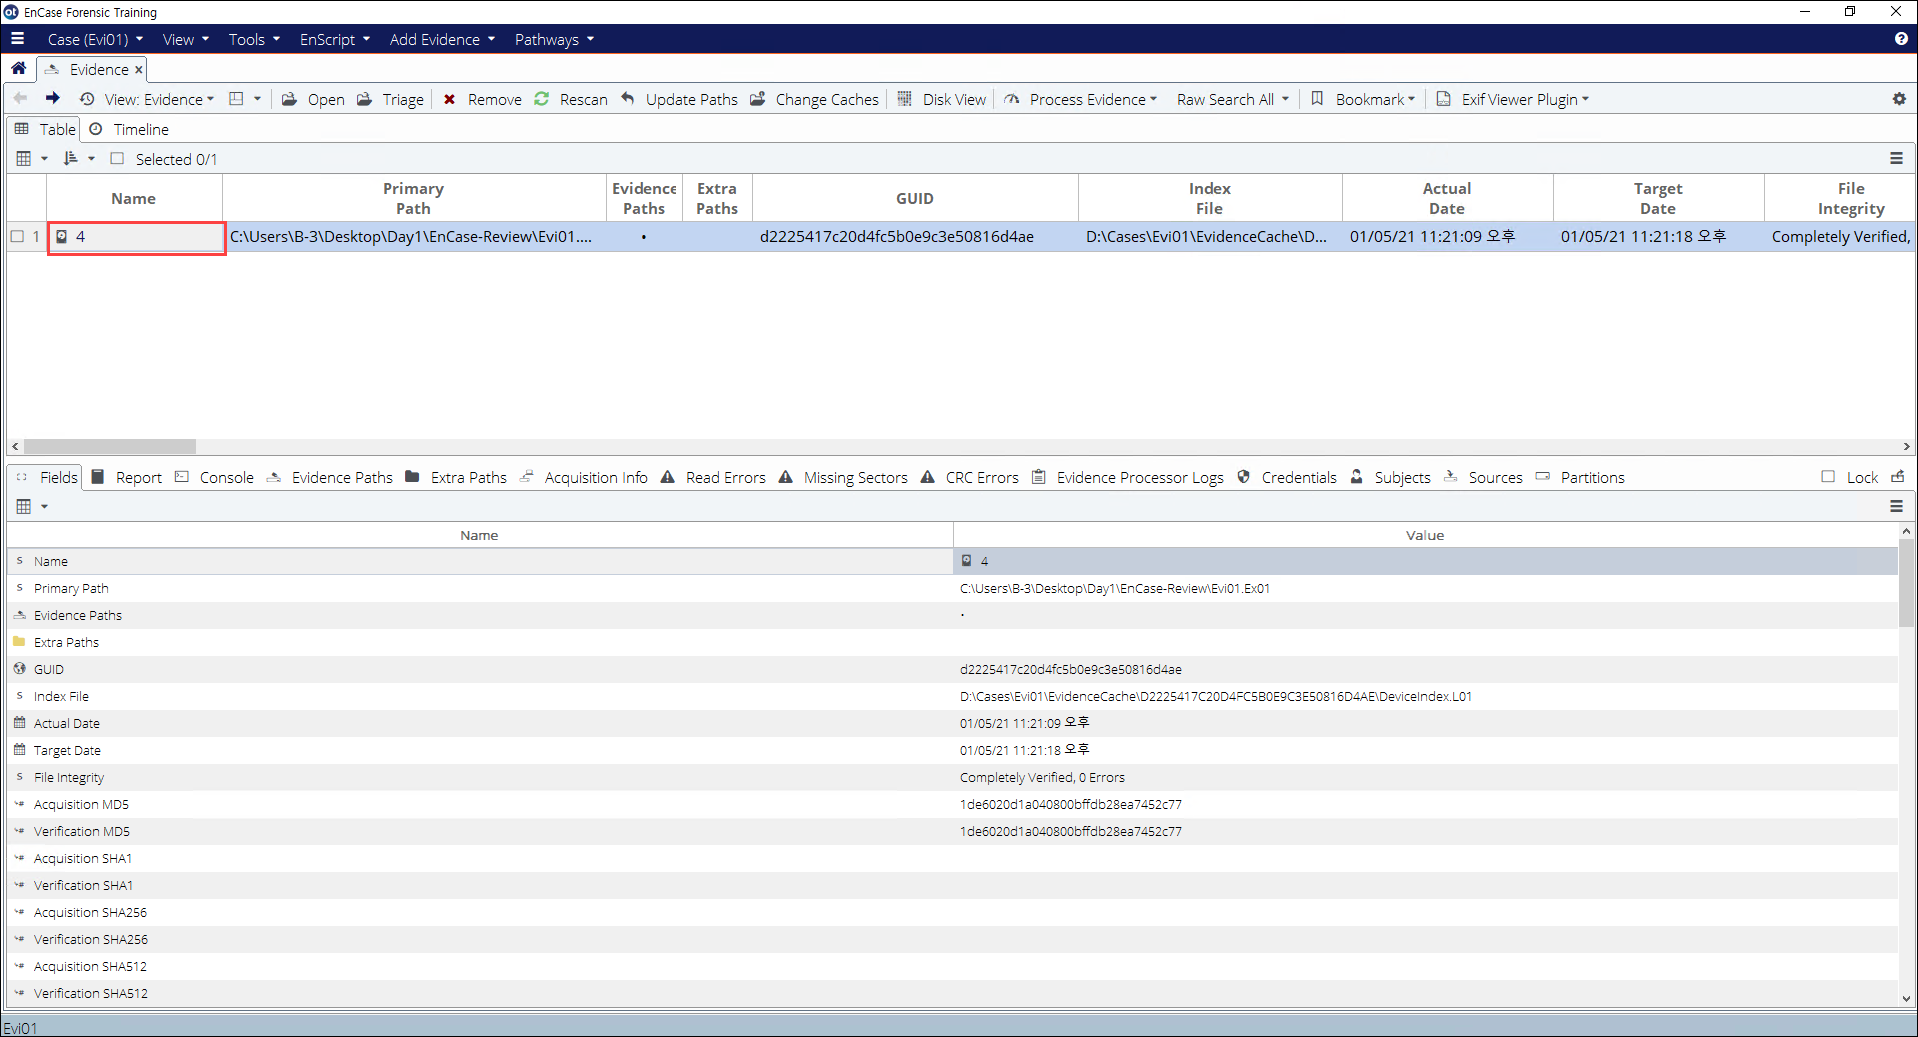 EnCase Forensic Training
Case (Evi01) View Tools EnScript Add Evidence Pathways
Evidence
View: Evidence Open Triage Remove Rescan Update Paths Change Caches Disk View Process Evidence Raw Search All Bookmark Exif Viewer Plugin
Table Timeline
Selected 0/1
Name Primary Path Evidence Paths Extra Paths GUID Index File Actual Date Target Date File Integrity
1 4 C:\Users\B-3\Desktop\Day1\EnCase-Review\Evi01.... • d2225417c20d4fc5b0e9c3e50816d4ae D:\Cases\Evi01\EvidenceCache\D... 01/05/21 11:21:09 오후 01/05/21 11:21:18 오후 Completely Verified,
Fields Report Console Evidence Paths Extra Paths Acquisition Info Read Errors Missing Sectors CRC Errors Evidence Processor Logs Credentials Subjects Sources Partitions Lock
Name Value
Name 4
Primary Path C:\Users\B-3\Desktop\Day1\EnCase-Review\Evi01.Ex01
Evidence Paths •
Extra Paths
GUID d2225417c20d4fc5b0e9c3e50816d4ae
Index File D:\Cases\Evi01\EvidenceCache\D2225417C20D4FC5B0E9C3E50816D4AE\DeviceIndex.L01
Actual Date 01/05/21 11:21:09 오후
Target Date 01/05/21 11:21:18 오후
File Integrity Completely Verified, 0 Errors
Acquisition MD5 1de6020d1a040800bffdb28ea7452c77
Verification MD5 1de6020d1a040800bffdb28ea7452c77
Acquisition SHA1
Verification SHA1
Acquisition SHA256
Verification SHA256
Acquisition SHA512
Verification SHA512
Evi01